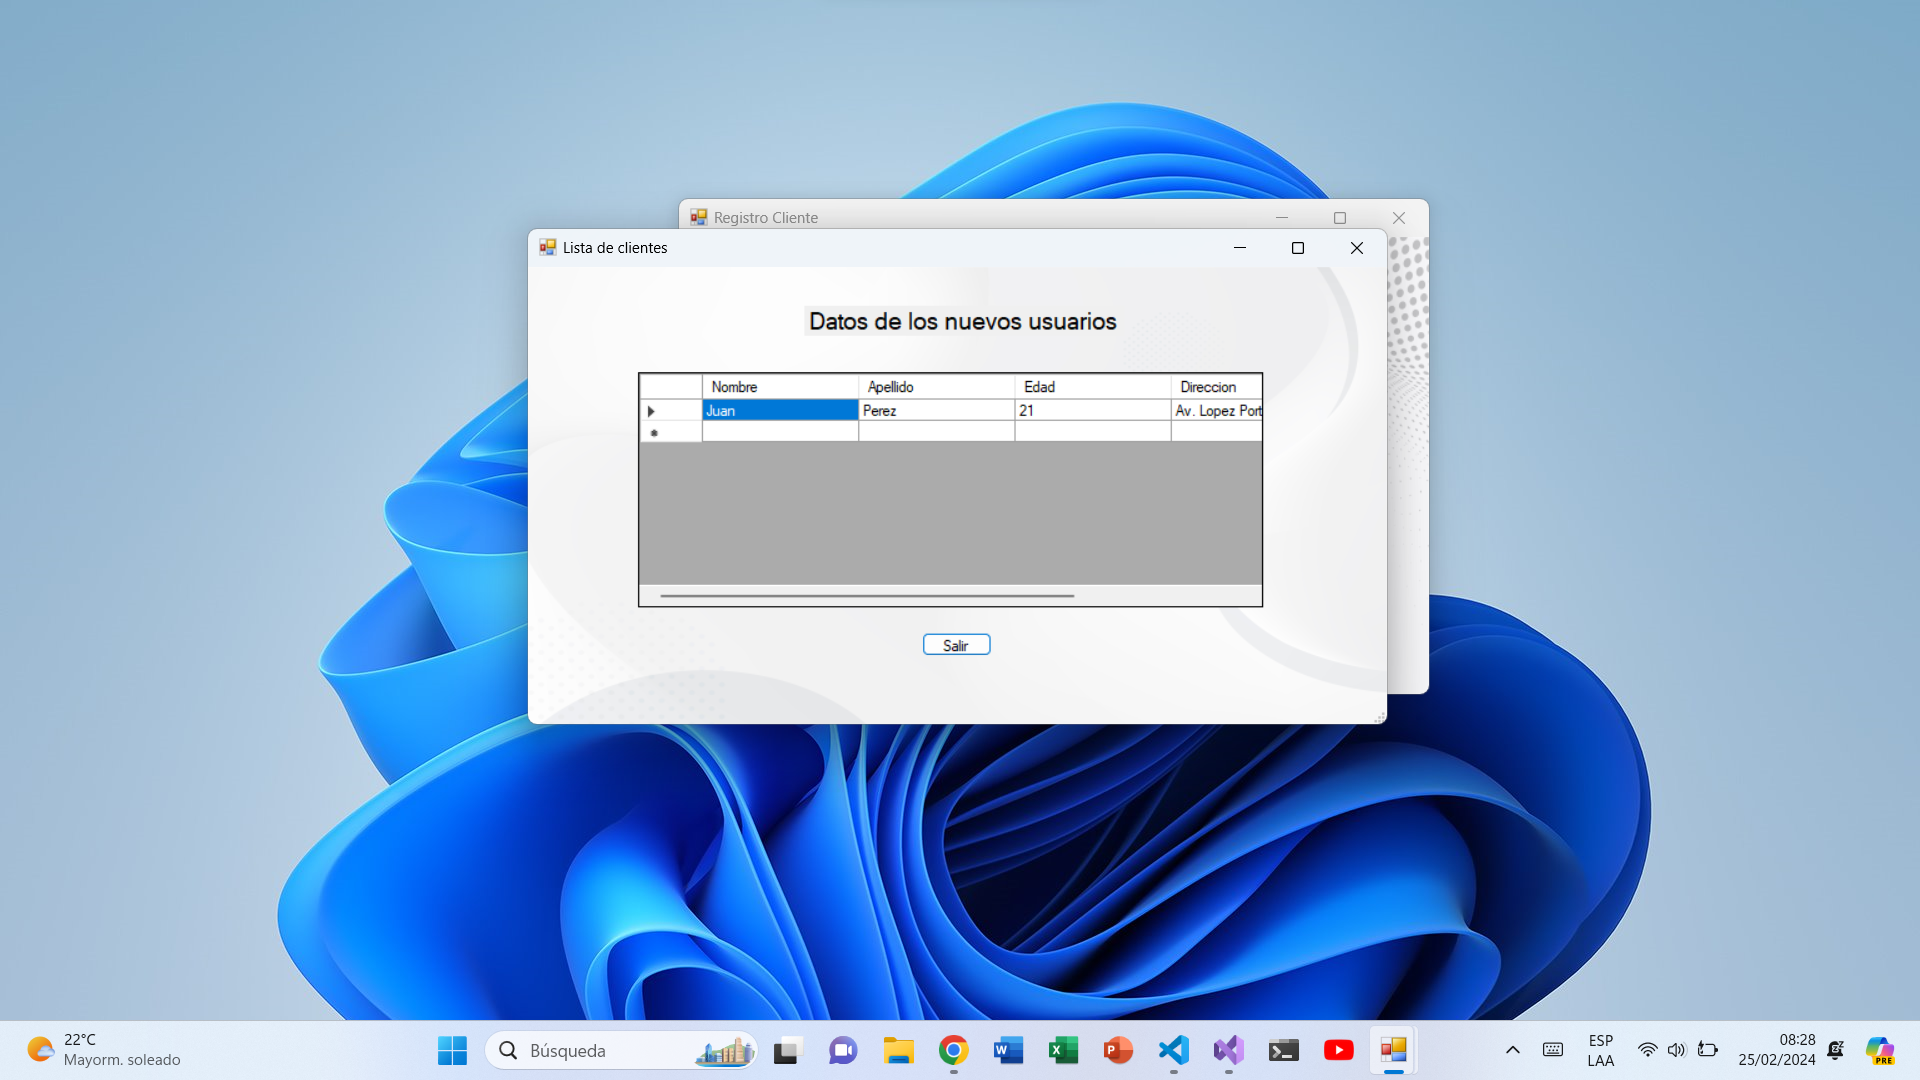 Registro Cliente
Lista de clientes
Datos de los nuevos usuarios
Nombre Apellido Edad Direccion
Juan Perez 21 Av. Lopez Port
Salir
22°C
Mayorm. soleado
Búsqueda
ESP
LAA
08:28
25/02/2024
PRE